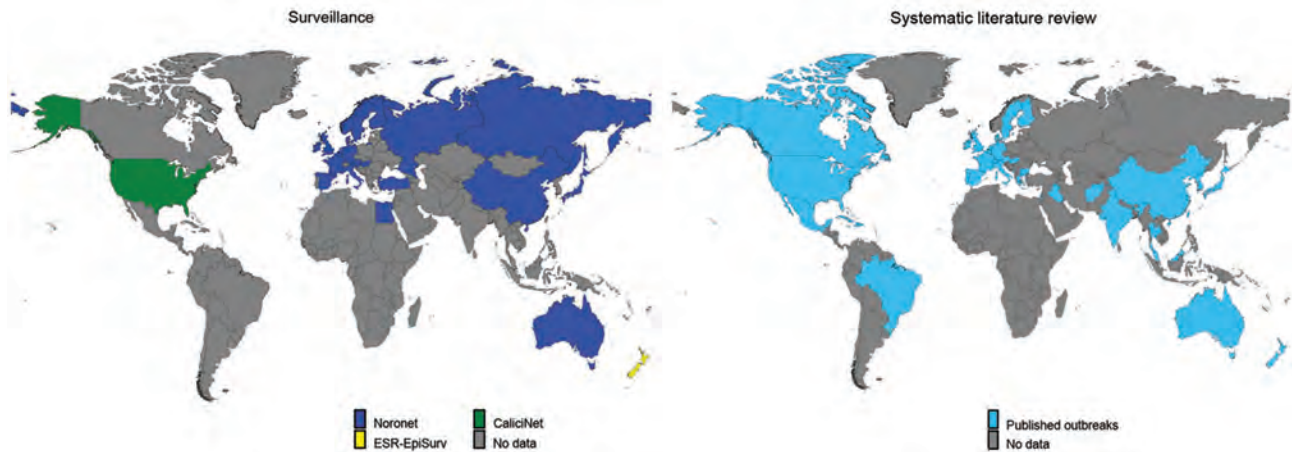 Surveillance
Systematic literature review
Noronet
CaliciNet
ESR-EpiSurv
No data
Published outbreaks
No data